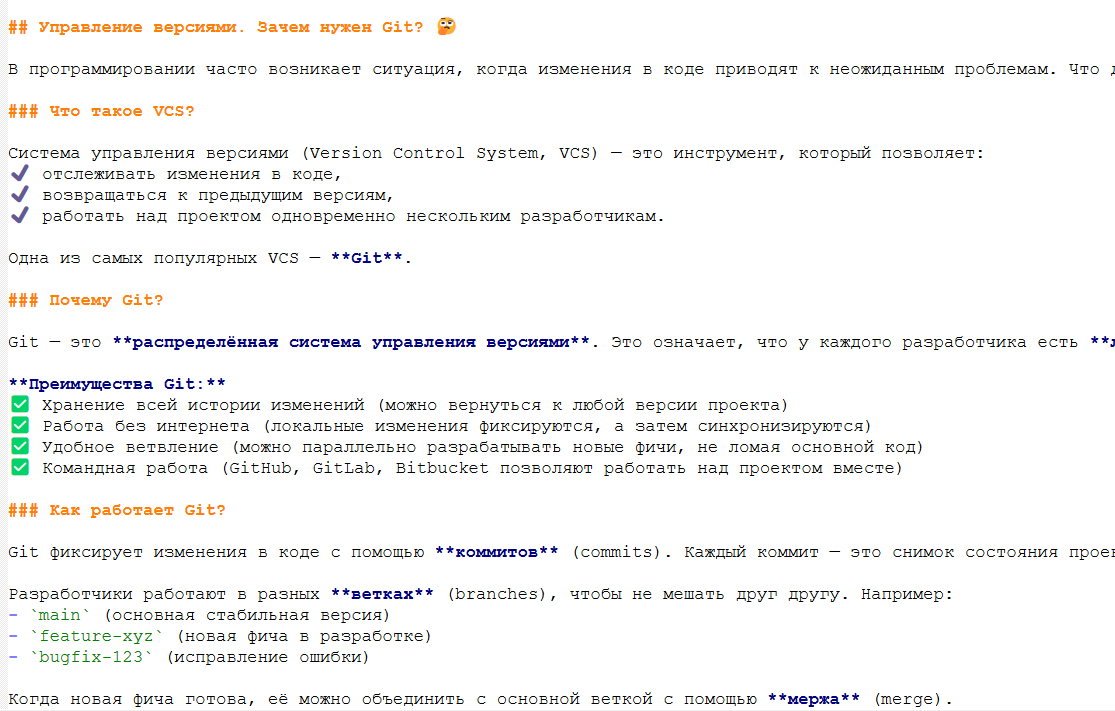 ## Управление версиями. Зачем нужен Git? 🤔
В программировании часто возникает ситуация, когда изменения в коде приводят к неожиданным проблемам. Что
### Что такое VCS?
Система управления версиями (Version Control System, VCS) — это инструмент, который позволяет:
✔ отслеживать изменения в коде,
✔ возвращаться к предыдущим версиям,
✔ работать над проектом одновременно нескольким разработчикам.
Одна из самых популярных VCS — **Git**.
### Почему Git?
Git — это **распределённая система управления версиями**. Это означает, что у каждого разработчика есть **
**Преимущества Git:**
✅ Хранение всей истории изменений (можно вернуться к любой версии проекта)
✅ Работа без интернета (локальные изменения фиксируются, а затем синхронизируются)
✅ Удобное ветвление (можно параллельно разрабатывать новые фичи, не ломая основной код)
✅ Командная работа (GitHub, GitLab, Bitbucket позволяют работать над проектом вместе)
### Как работает Git?
Git фиксирует изменения в коде с помощью **коммитов** (commits). Каждый коммит — это снимок состояния
Разработчики работают в разных **ветках** (branches), чтобы не мешать друг другу. Например:
- `main` (основная стабильная версия)
- `feature-xyz` (новая фича в разработке)
- `bugfix-123` (исправление ошибки)
Когда новая фича готова, её можно объединить с основной веткой с помощью **мержа** (merge).